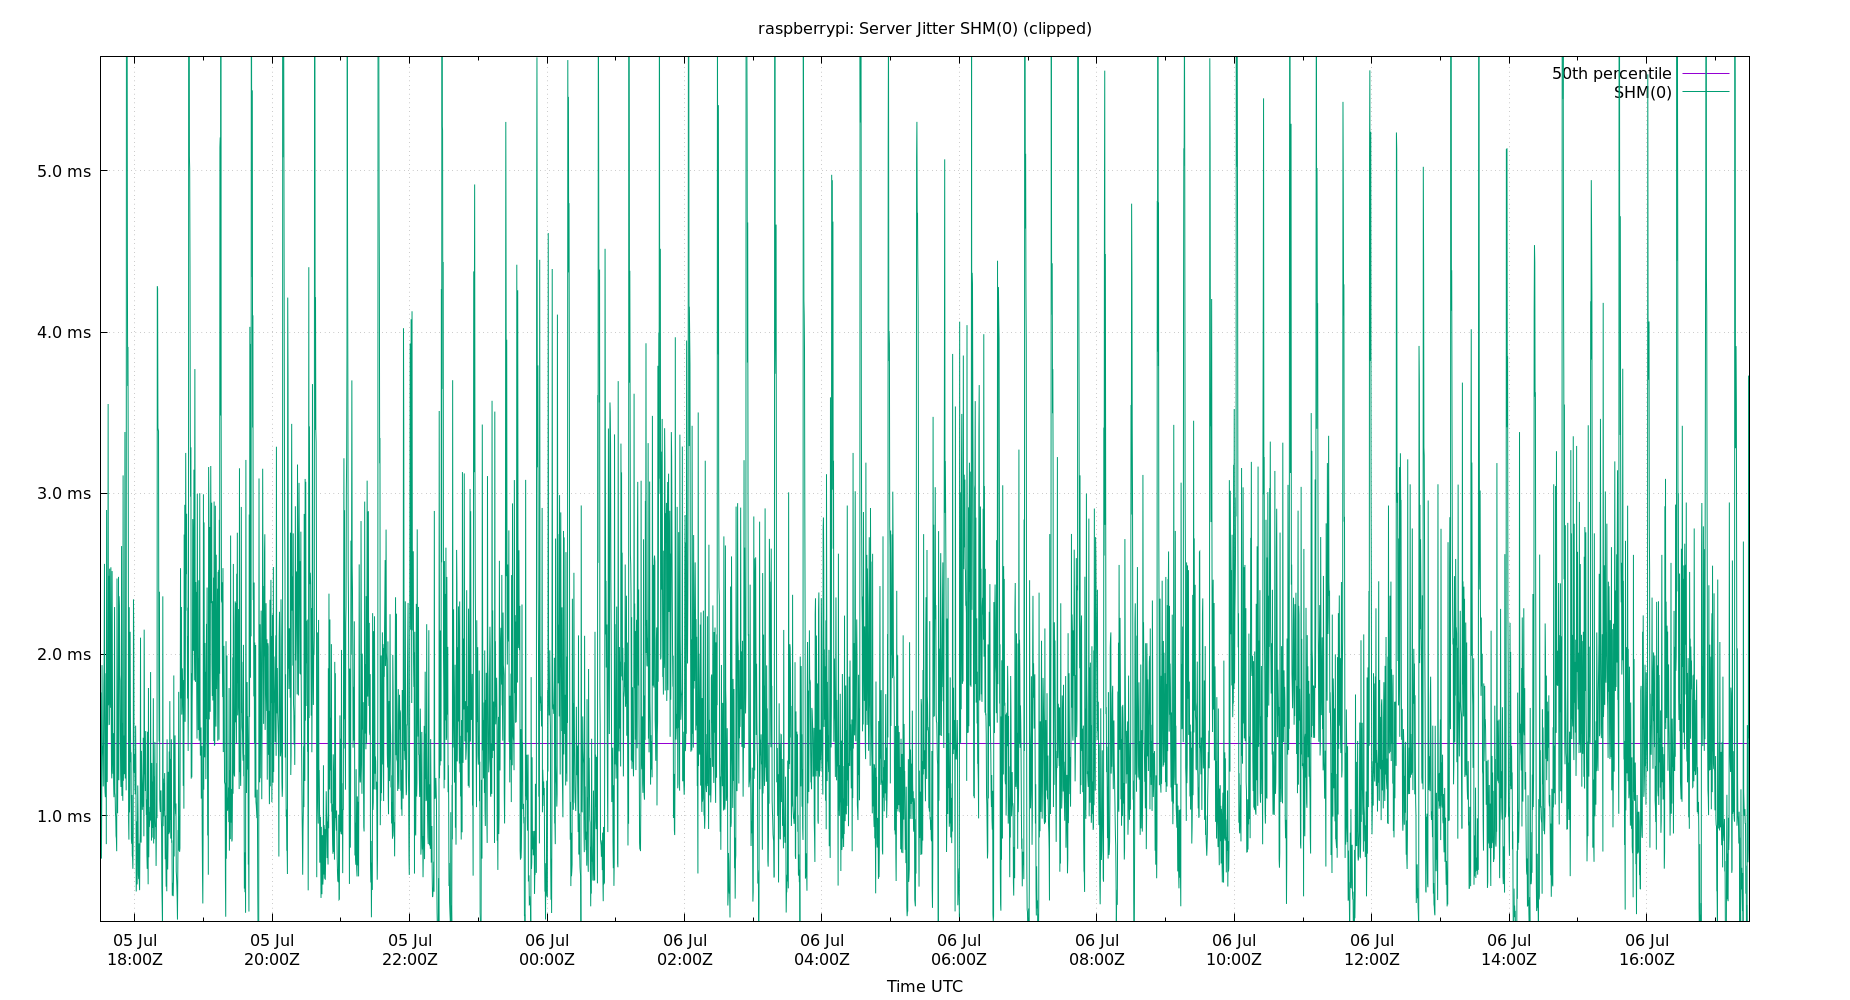 raspberrypi: Server Jitter SHM(0) (clipped)
50th percentile
SHM(0)
5.0 ms
4.0 ms
3.0 ms
2.0 ms
1.0 ms
05 Jul 05 Jul 05 Jul 06 Jul 06 Jul 06 Jul 06 Jul 06 Jul 06 Jul 06 Jul 06 Jul 06 Jul
18:00Z 20:00Z 22:00Z 00:00Z 02:00Z 04:00Z 06:00Z 08:00Z 10:00Z 12:00Z 14:00Z 16:00Z
Time UTC